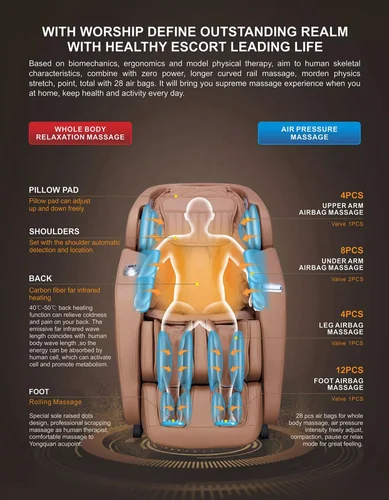 WITH WORSHIP DEFINE OUTSTANDING REALM
WITH HEALTHY ESCORT LEADING LIFE
Based on biomechanics, ergonomics and model physical therapy, aim to human skeletal
characteristics, combine with zero power, longer curved rail massage, morden physics
stretch, point, total with 28 air bags. It will bring you supreme massage experience when you
at home, keep health and activity every day.
WHOLE BODY
RELAXATION MASSAGE
AIR PRESSURE
MASSAGE
PILLOW PAD
Pillow pad can adjust
up and down freely
SHOULDERS
Set with the shoulder automatic
detection and location.
BACK
Carbon fiber far infrared
heating
40℃-50℃ back heating
function can relieve coldness
and pain on your back. The
emissive far infrared wave
length coincides with human
body wave length ,so the
energy can be absorbed by
human cell, which can activate
cell and promote metabolism.
FOOT
Rolling Massage
Special sole raised dots
design, professional scrapping
massage as human therapist,
comfortable massage to
Yongquan acupoint.
4PCS
UPPER ARM
AIRBAG MASSAGE
Valve 1PCS
8PCS
UNDER ARM
AIRBAG MASSAGE
Valve 2PCS
4PCS
LEG AIRBAG
MASSAGE
Valve 1PCS
12PCS
FOOT AIRBAG
MASSAGE
Valve 1PCS
28 pcs air bags for whole
body massage, air pressure
intensity freely adjust,
compaction, pause or relax
mode for great feeling.